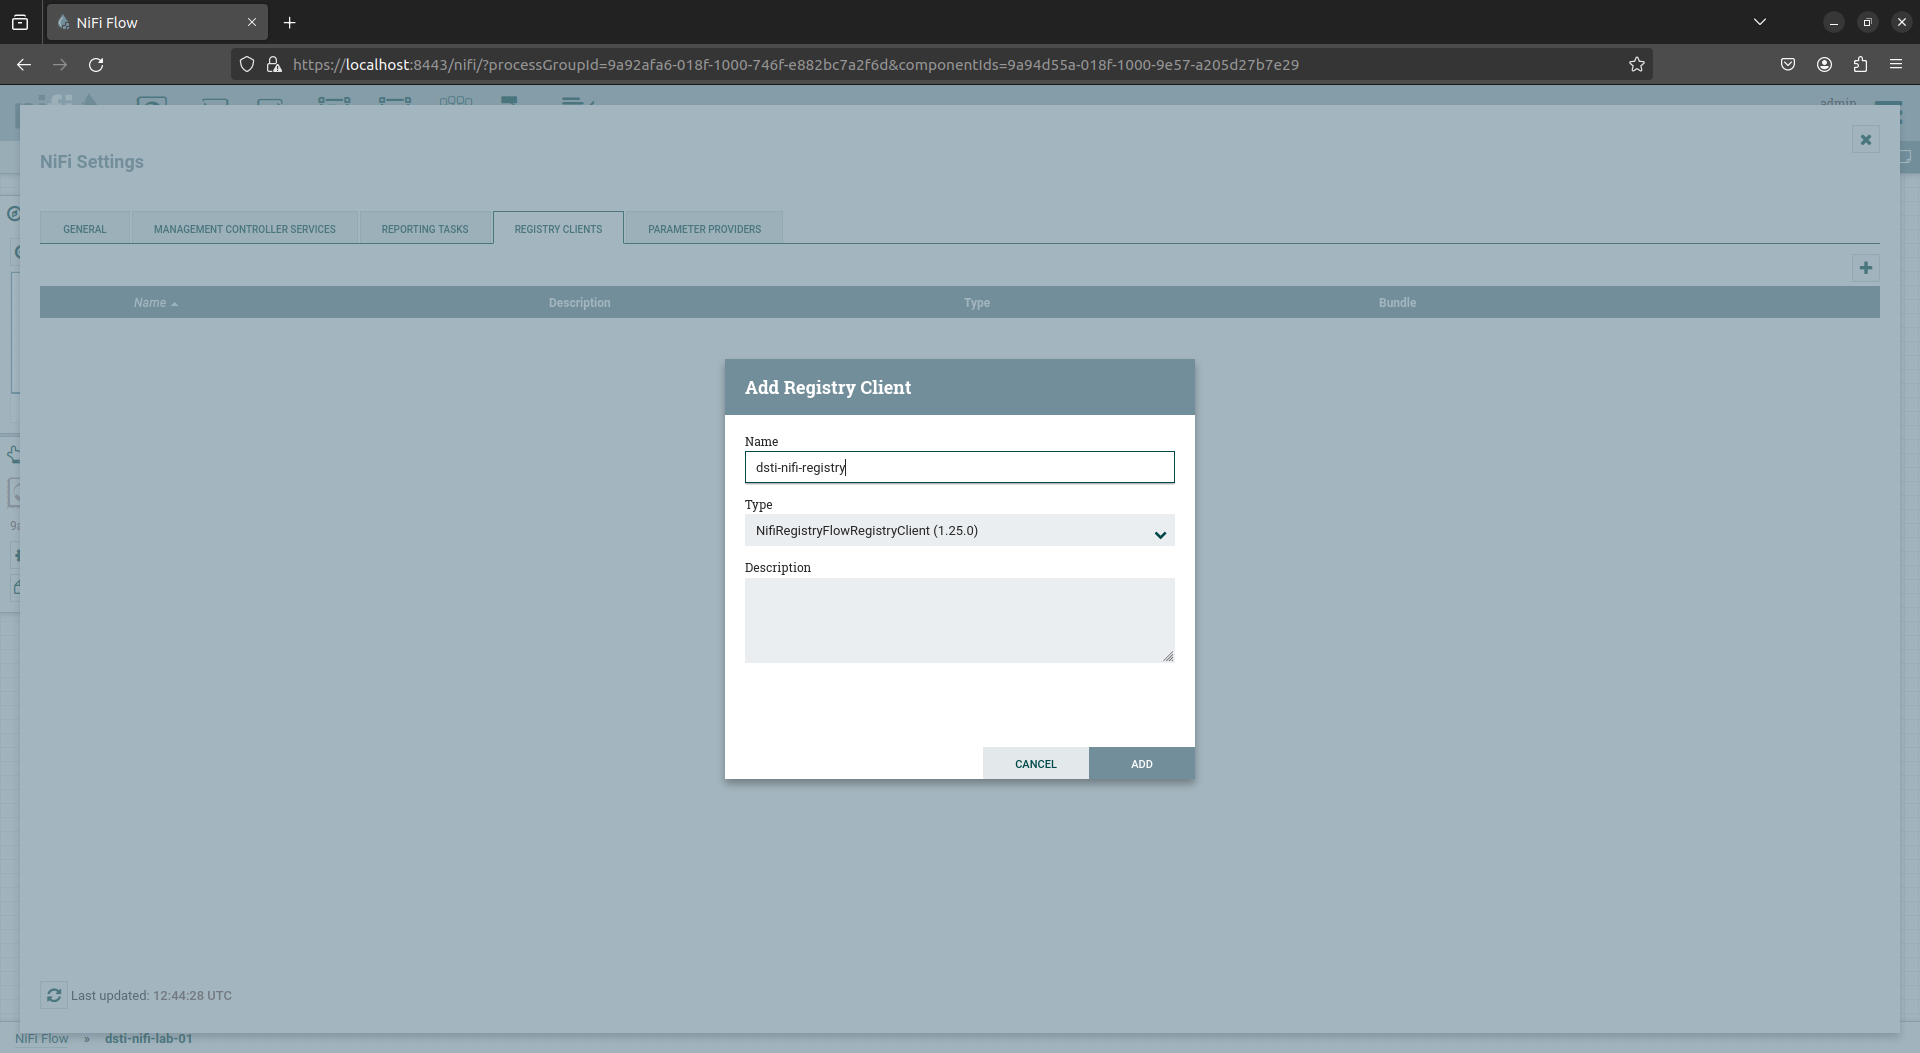 NiFi Flow
https://localhost:8443/nifi/?processGroupId=9a92afa6-018f-1000-746f-e882bc7a2f6d&componentIds=9a94d55a-018f-1000-9e57-a205d27b7e29
admin
NiFi Settings
GENERAL
MANAGEMENT CONTROLLER SERVICES
REPORTING TASKS
REGISTRY CLIENTS
PARAMETER PROVIDERS
Name
Description
Type
Bundle
Add Registry Client
Name
dsti-nifi-registry
Type
NifiRegistryFlowRegistryClient (1.25.0)
Description
CANCEL
ADD
Last updated: 12:44:28 UTC
NiFi Flow » dsti-nifi-lab-01